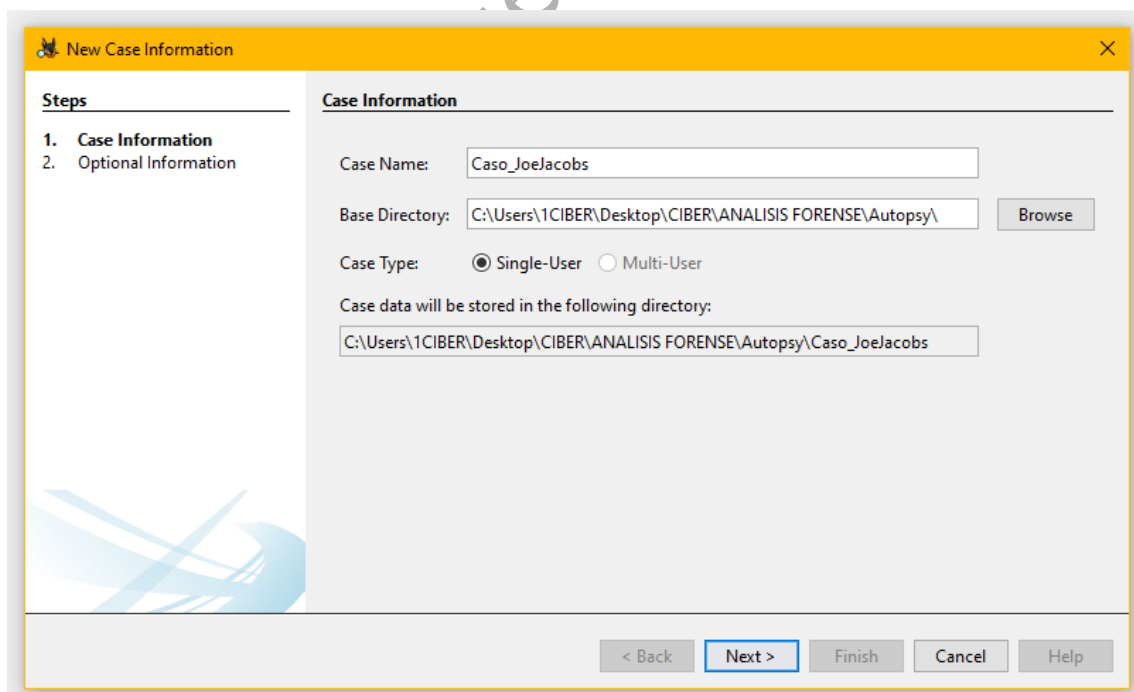 New Case Information
Steps
1. Case Information
2. Optional Information
Case Information
Case Name: Caso_JoeJacobs
Base Directory: C:\Users\1CIBER\Desktop\CIBER\ANALISIS FORENSE\Autopsy\ Browse
Case Type: Single-User Multi-User
Case data will be stored in the following directory:
C:\Users\1CIBER\Desktop\CIBER\ANALISIS FORENSE\Autopsy\Caso_JoeJacobs
< Back Next > Finish Cancel Help